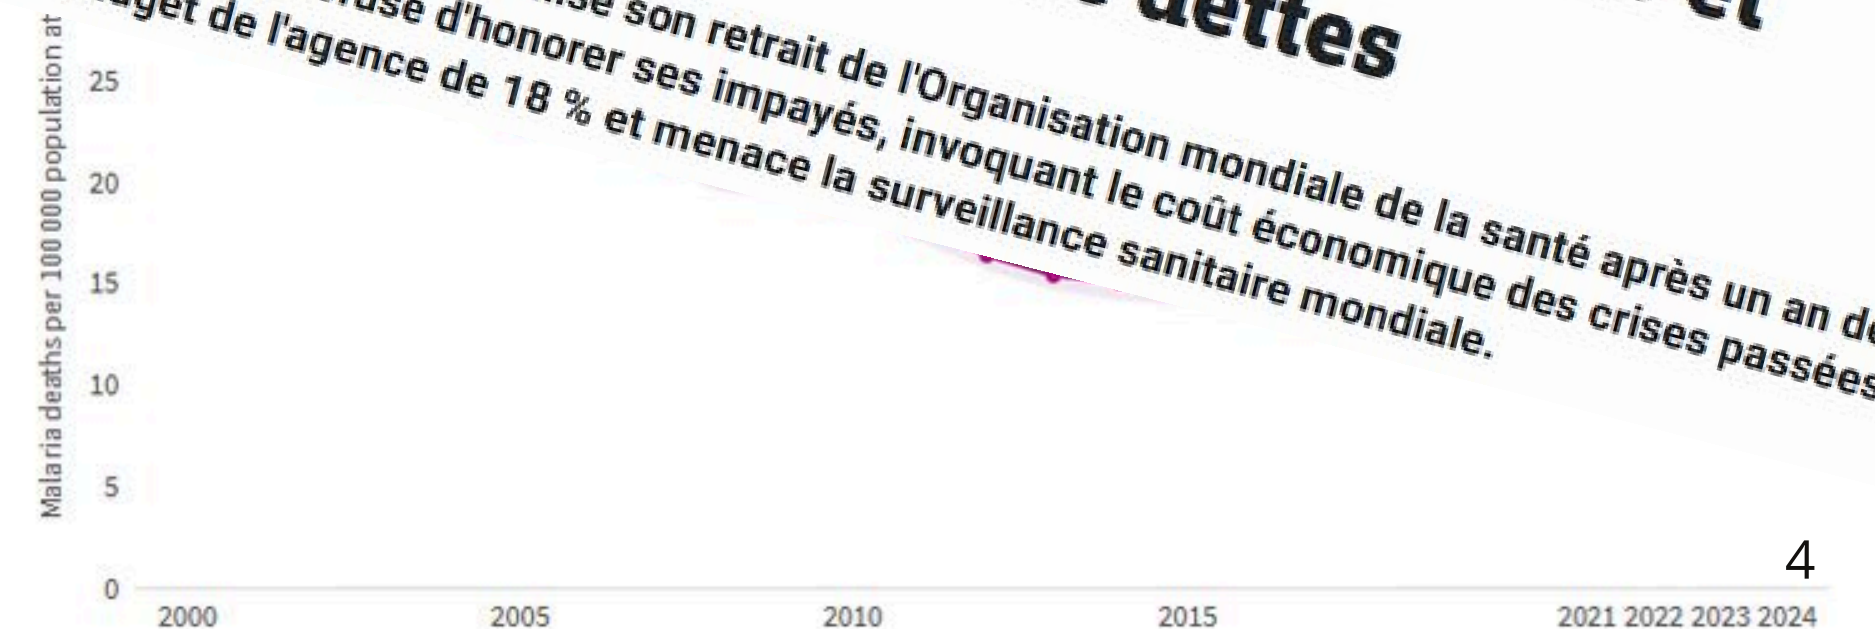 et
dettes
son retrait de l'Organisation mondiale de la santé après un an
d'honorer ses impayés, invoquant le coût économique des crises passées
de l'agence de 18 % et menace la surveillance sanitaire mondiale.
Malaria deaths per 100 000 population at
25
20
15
10
5
0
2000 2005 2010 2015 2021 2022 2023 2024
4